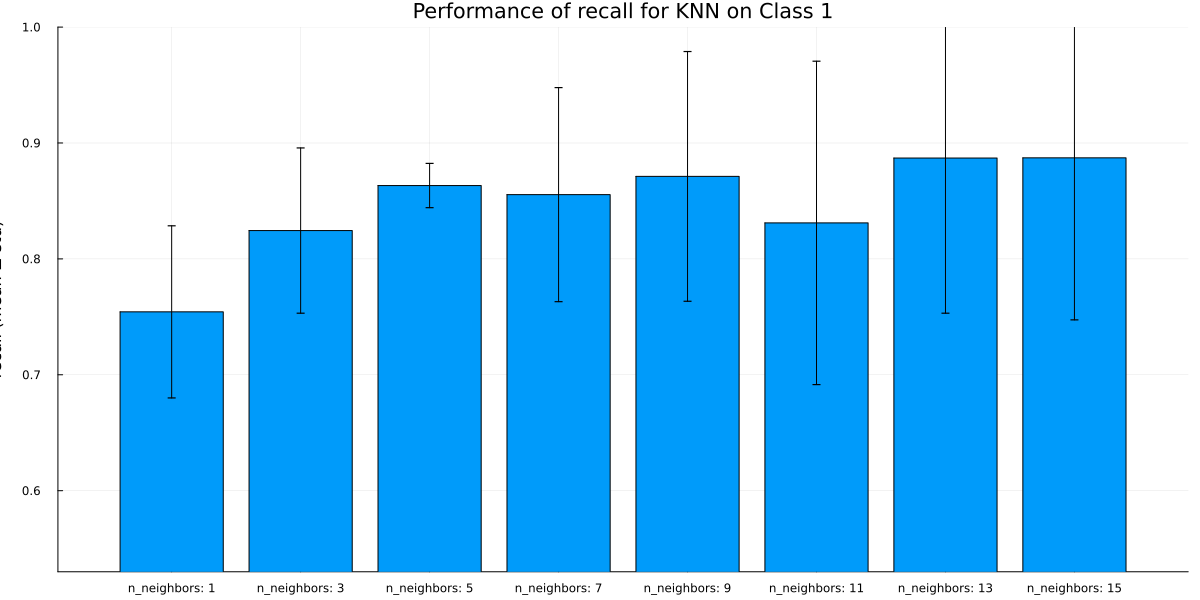 Performance of recall for KNN on Class 1
1.0
0.9
0.8
0.7
0.6
n_neighbors: 1
n_neighbors: 3
n_neighbors: 5
n_neighbors: 7
n_neighbors: 9
n_neighbors: 11
n_neighbors: 13
n_neighbors: 15